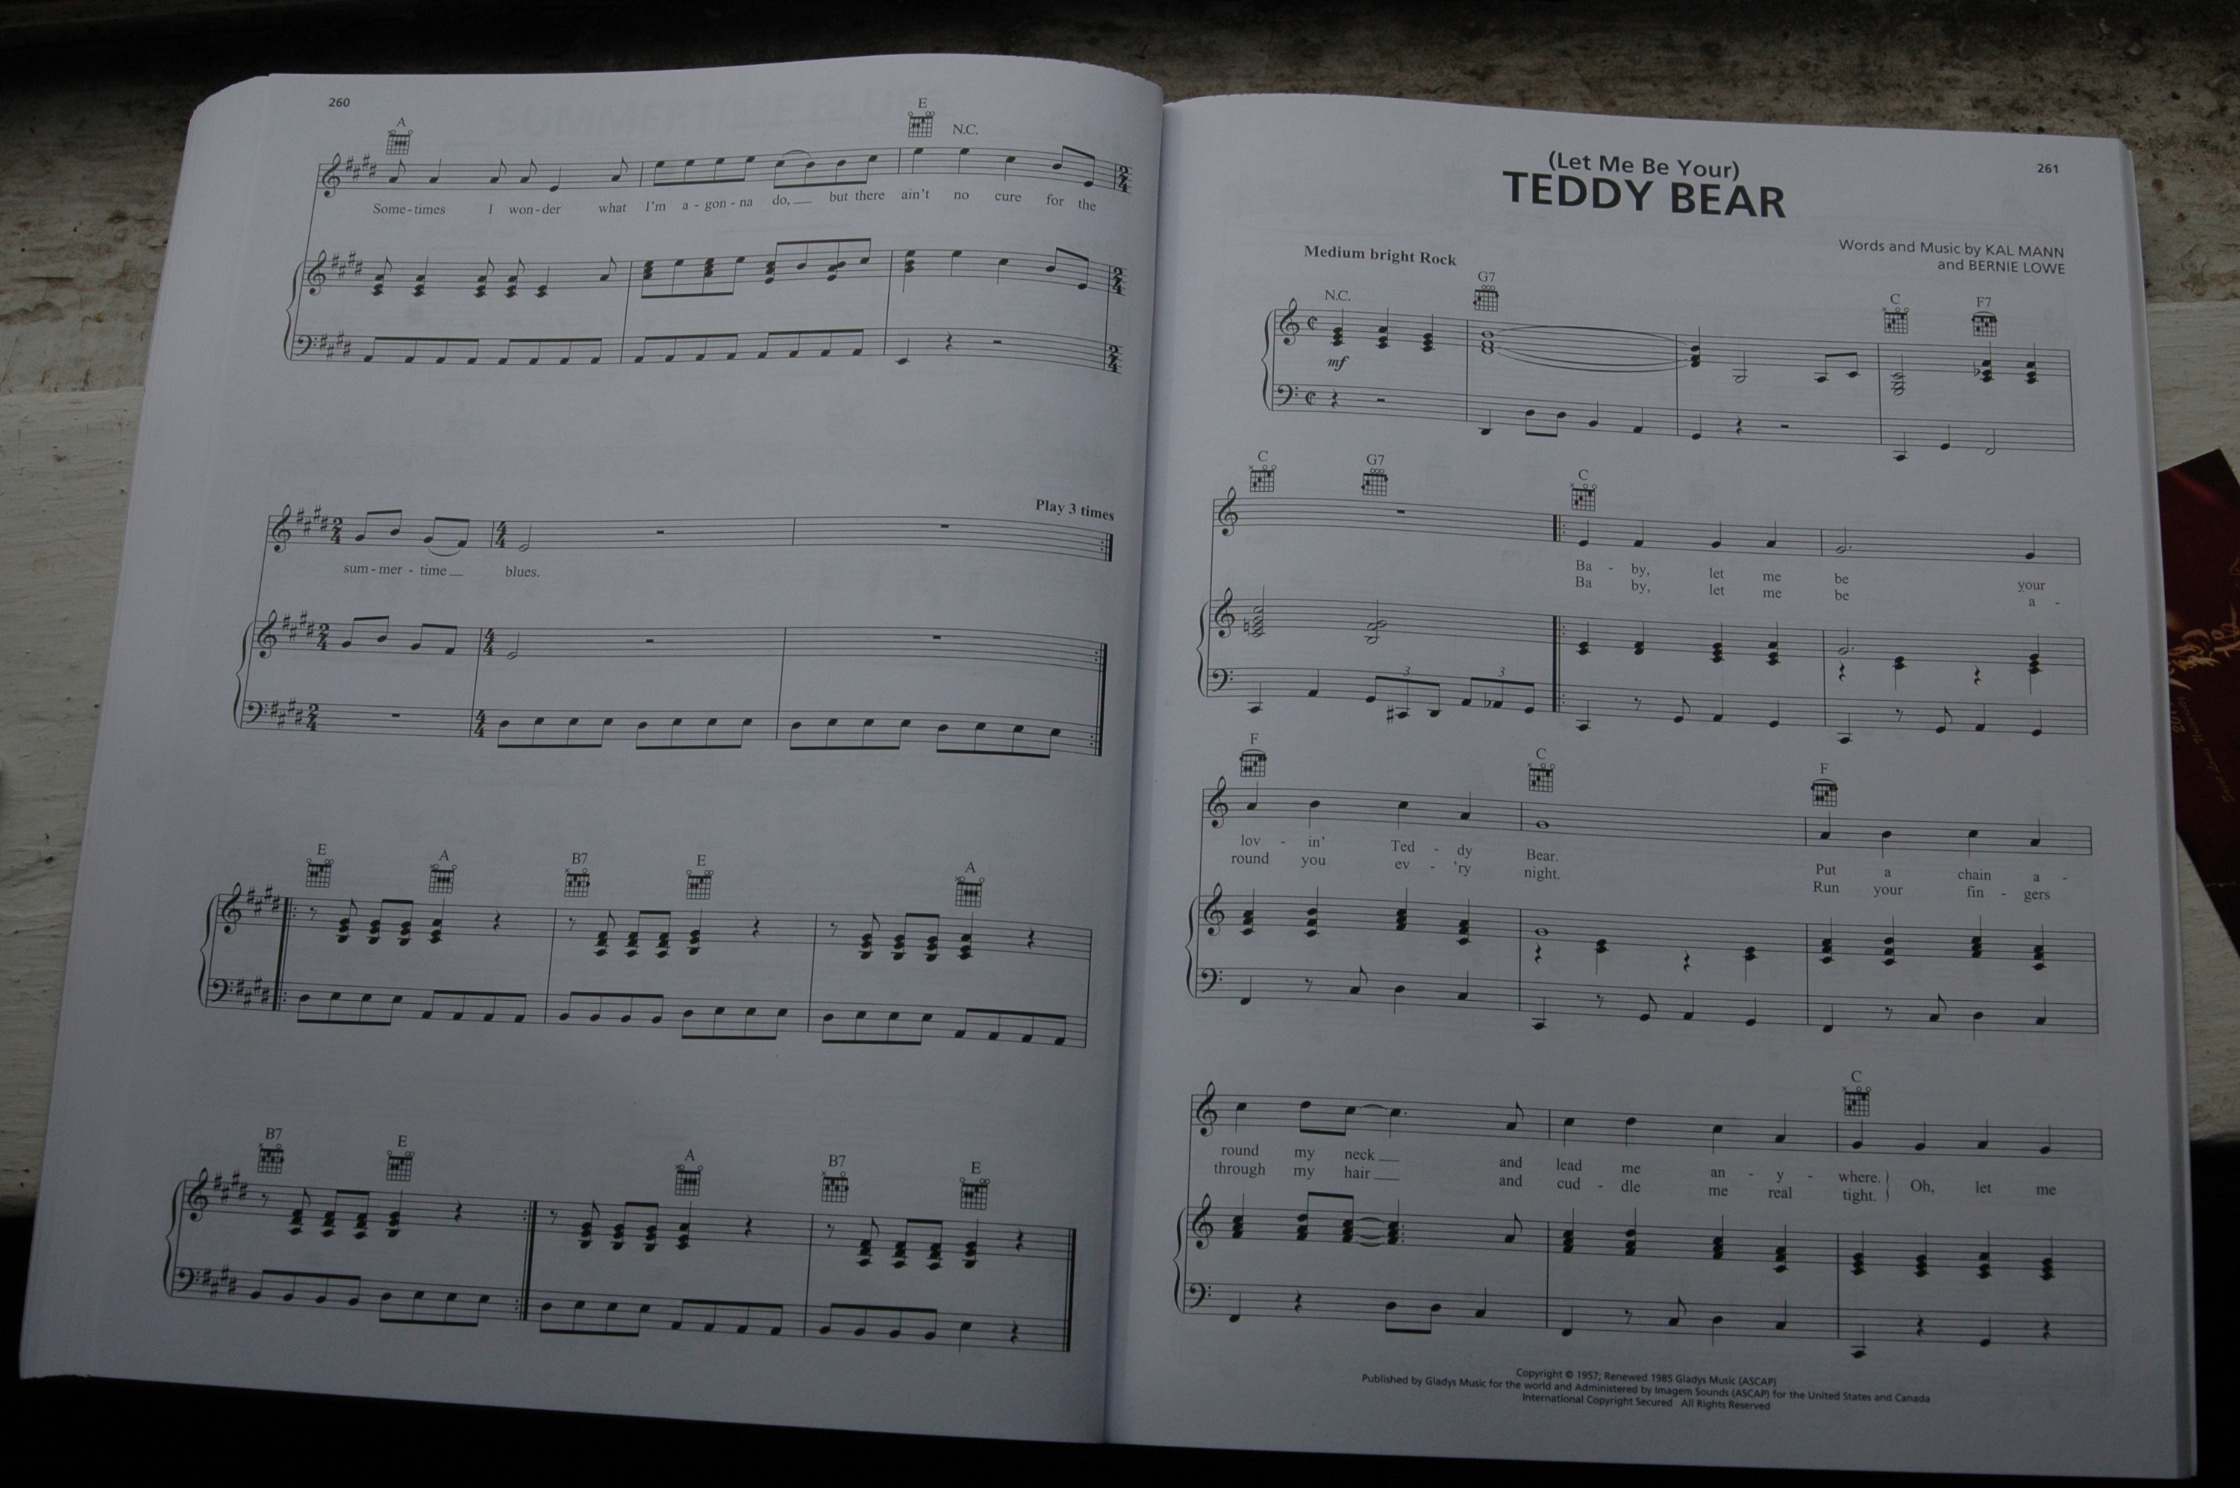 260
A
E
N.C.
Some - times I won - der what I'm a - gon - na do, but there ain't no cure for the
Play 3 times
sum - mer - time blues.
E A B7 E A
B7 E A B7 E
261
(Let Me Be Your)
TEDDY BEAR
Words and Music by KAL MANN
and BERNIE LOWE
Medium bright Rock
N.C. G7 C F7
mf
C G7 C
Ba - by, let me be your
Ba - by, let me be a -
3 3
F C F
lov - in' Ted - dy Bear. Put a chain a -
round you ev - 'ry night. Run your fin - gers
C
round my neck and lead me an - y - where. Oh, let me
through my hair and cud - dle me real tight.
Copyright © 1957; Renewed 1985 Gladys Music (ASCAP)
Published by Gladys Music for the world and Administered by Imagem Sounds (ASCAP) for the United States and Canada
International Copyright Secured All Rights Reserved